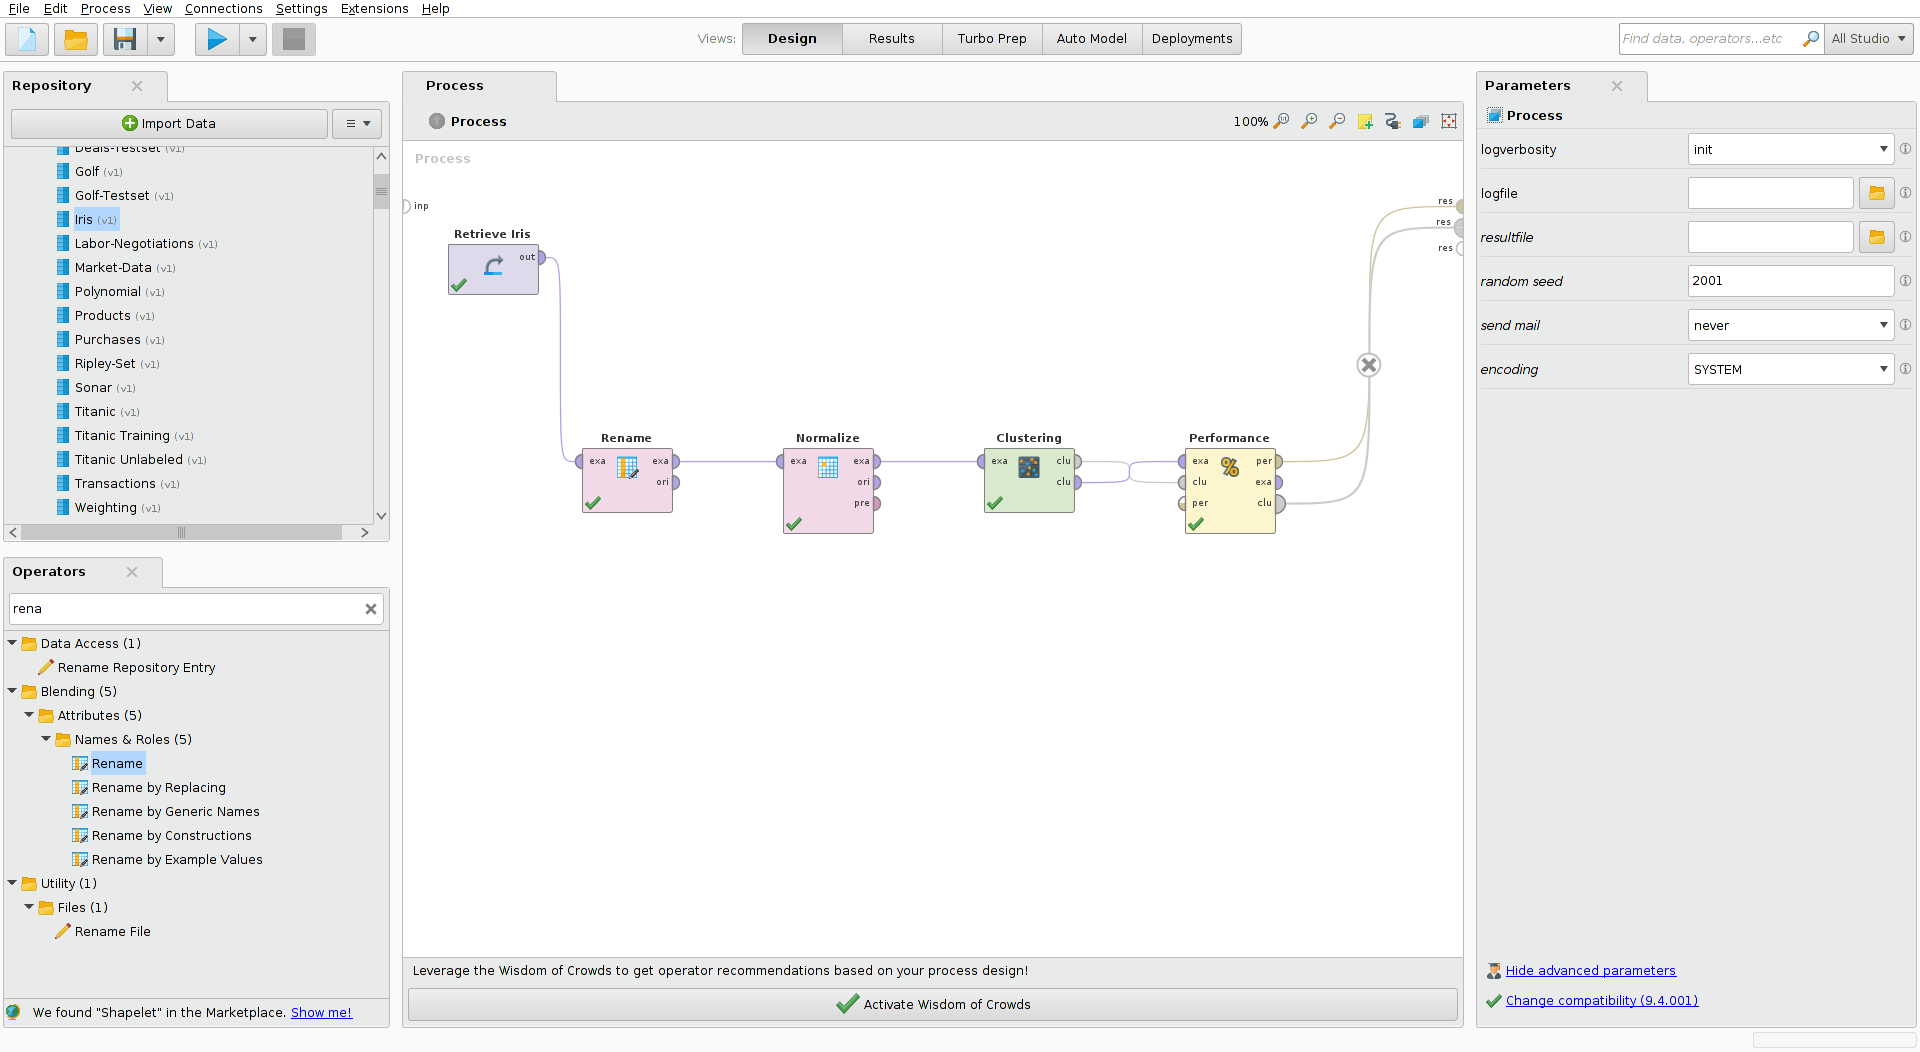 File Edit Process View Connections Settings Extensions Help
Views: Design Results Turbo Prep Auto Model Deployments
Find data, operators...etc All Studio
Repository
Import Data
Deals-Testset (v1)
Golf (v1)
Golf-Testset (v1)
Iris (v1)
Labor-Negotiations (v1)
Market-Data (v1)
Polynomial (v1)
Products (v1)
Purchases (v1)
Ripley-Set (v1)
Sonar (v1)
Titanic (v1)
Titanic Training (v1)
Titanic Unlabeled (v1)
Transactions (v1)
Weighting (v1)
Operators
rena
Data Access (1)
Rename Repository Entry
Blending (5)
Attributes (5)
Names & Roles (5)
Rename
Rename by Replacing
Rename by Generic Names
Rename by Constructions
Rename by Example Values
Utility (1)
Files (1)
Rename File
We found "Shapelet" in the Marketplace. Show me!
Process
Process
100%
Process
inp
res
res
res
Retrieve Iris
out
Rename
exa exa
ori
Normalize
exa exa
ori
pre
Clustering
exa clu
clu
Performance
exa per
clu exa
per clu
Leverage the Wisdom of Crowds to get operator recommendations based on your process design!
Activate Wisdom of Crowds
Parameters
Process
logverbosity init
logfile
resultfile
random seed 2001
send mail never
encoding SYSTEM
Hide advanced parameters
Change compatibility (9.4.001)